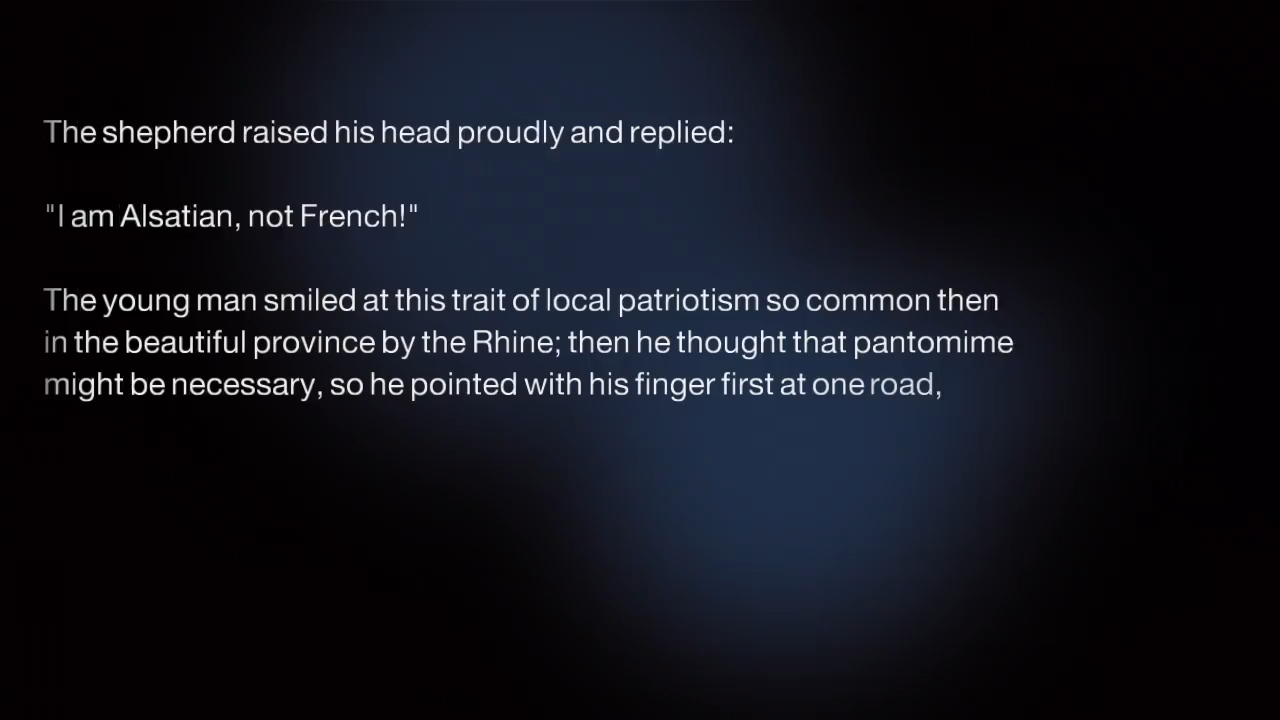 The shepherd raised his head proudly and replied:
"I am Alsatian, not French!"
The young man smiled at this trait of local patriotism so common then
in the beautiful province by the Rhine; then he thought that pantomime
might be necessary, so he pointed with his finger first at one road,